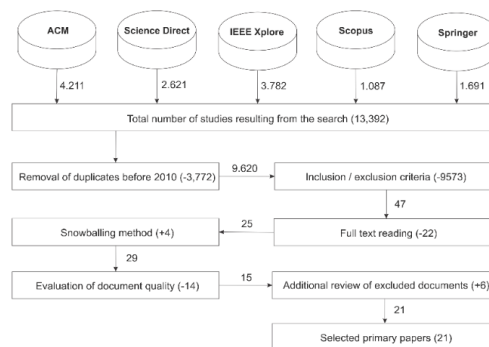 ACM
Science Direct
IEEE Xplore
Scopus
Springer
4.211
2.621
3.782
1.087
1.691
Total number of studies resulting from the search (13,392)
Removal of duplicates before 2010 (-3,772)
9.620
Inclusion / exclusion criteria (-9573)
47
Snowballing method (+4)
25
Full text reading (-22)
29
Evaluation of document quality (-14)
15
Additional review of excluded documents (+6)
21
Selected primary papers (21)